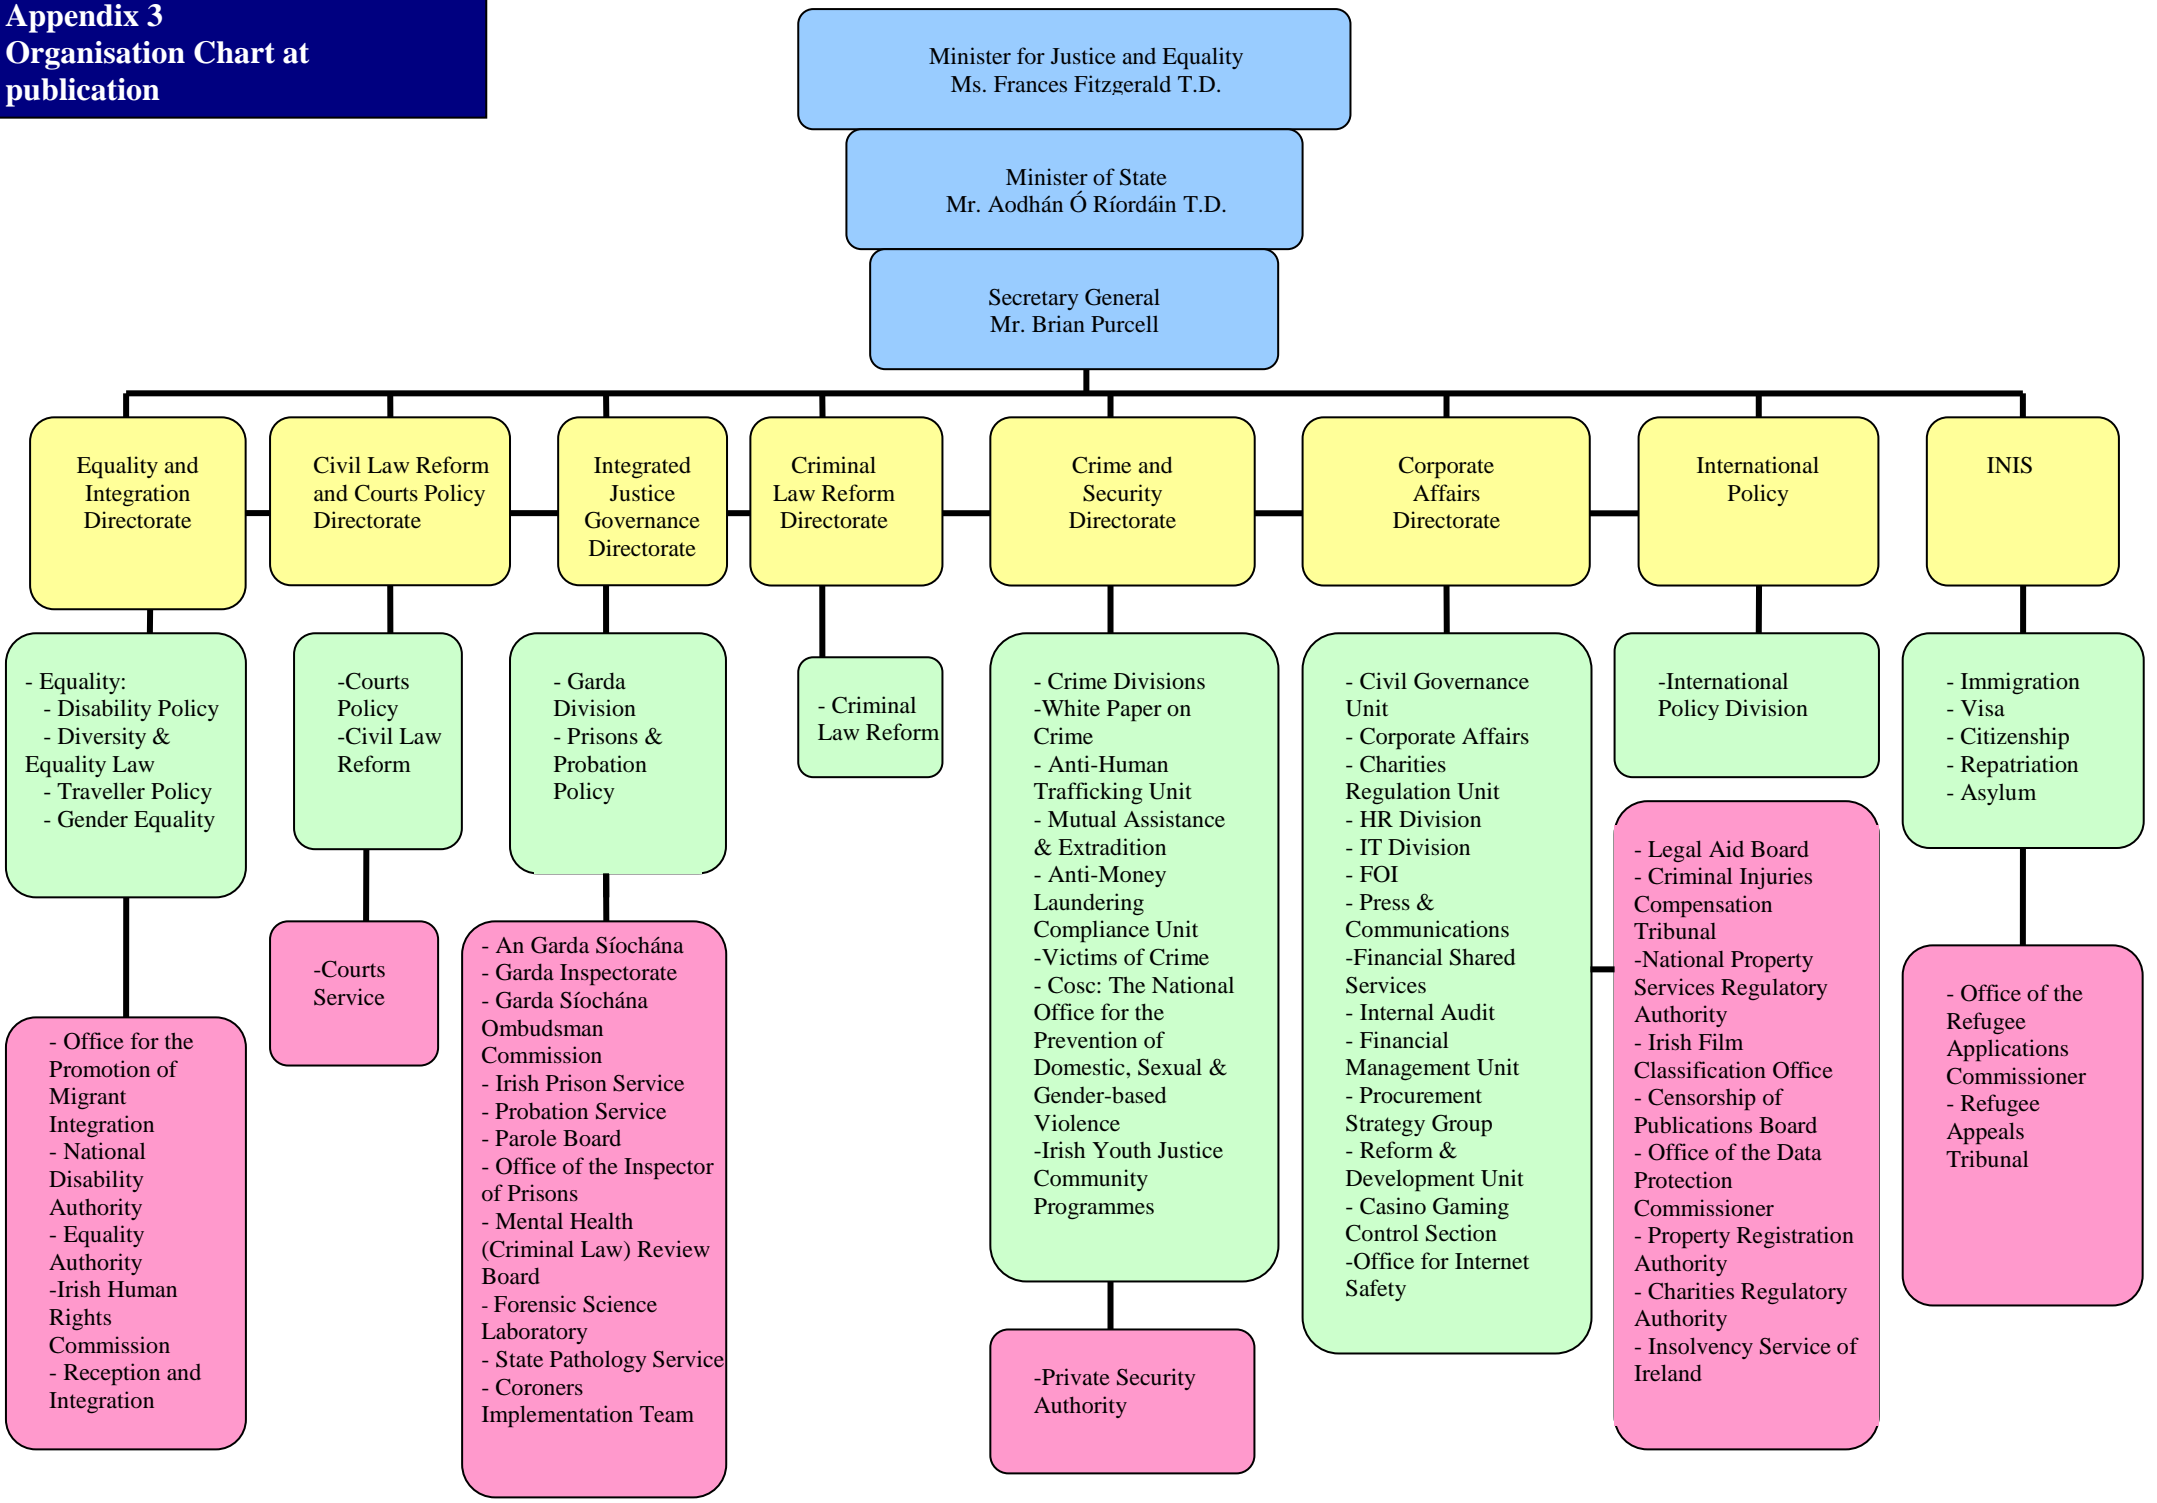 Appendix 3
Organisation Chart at
publication
Minister for Justice and Equality
Ms. Frances Fitzgerald T.D.
Minister of State
Mr. Aodhán Ó Ríordáin T.D.
Secretary General
Mr. Brian Purcell
Equality and
Integration
Directorate
Civil Law Reform
and Courts Policy
Directorate
Integrated
Justice
Governance
Directorate
Criminal
Law Reform
Directorate
Crime and
Security
Directorate
Corporate
Affairs
Directorate
International
Policy
INIS
- Equality:
- Disability Policy
- Diversity &
Equality Law
- Traveller Policy
- Gender Equality
-Courts
Policy
-Civil Law
Reform
- Garda
Division
- Prisons &
Probation
Policy
- Criminal
Law Reform
- Crime Divisions
-White Paper on
Crime
- Anti-Human
Trafficking Unit
- Mutual Assistance
& Extradition
- Anti-Money
Laundering
Compliance Unit
-Victims of Crime
- Cosc: The National
Office for the
Prevention of
Domestic, Sexual &
Gender-based
Violence
-Irish Youth Justice
Community
Programmes
- Civil Governance
Unit
- Corporate Affairs
- Charities
Regulation Unit
- HR Division
- IT Division
- FOI
- Press &
Communications
-Financial Shared
Services
- Internal Audit
- Financial
Management Unit
- Procurement
Strategy Group
- Reform &
Development Unit
- Casino Gaming
Control Section
-Office for Internet
Safety
-International
Policy Division
- Immigration
- Visa
- Citizenship
- Repatriation
- Asylum
- Office for the
Promotion of
Migrant
Integration
- National
Disability
Authority
- Equality
Authority
-Irish Human
Rights
Commission
- Reception and
Integration
-Courts
Service
- An Garda Síochána
- Garda Inspectorate
- Garda Síochána
Ombudsman
Commission
- Irish Prison Service
- Probation Service
- Parole Board
- Office of the Inspector
of Prisons
- Mental Health
(Criminal Law) Review
Board
- Forensic Science
Laboratory
- State Pathology Service
- Coroners
Implementation Team
-Private Security
Authority
- Legal Aid Board
- Criminal Injuries
Compensation
Tribunal
-National Property
Services Regulatory
Authority
- Irish Film
Classification Office
- Censorship of
Publications Board
- Office of the Data
Protection
Commissioner
- Property Registration
Authority
- Charities Regulatory
Authority
- Insolvency Service of
Ireland
- Office of the
Refugee
Applications
Commissioner
- Refugee
Appeals
Tribunal